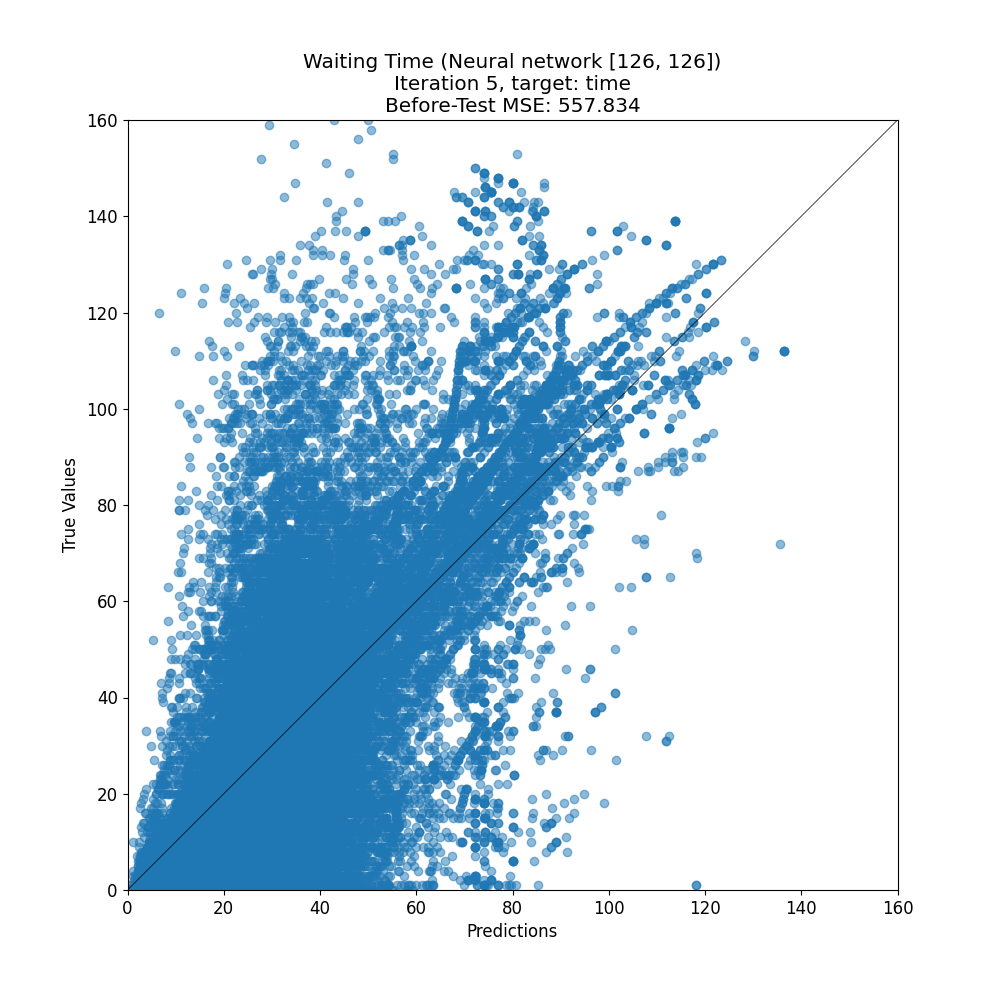 Waiting Time (Neural network [126, 126])
Iteration 5, target: time
Before-Test MSE: 557.834
160
140
120
100
80
60
40
20
0
True Values
0 20 40 60 80 100 120 140 160
Predictions